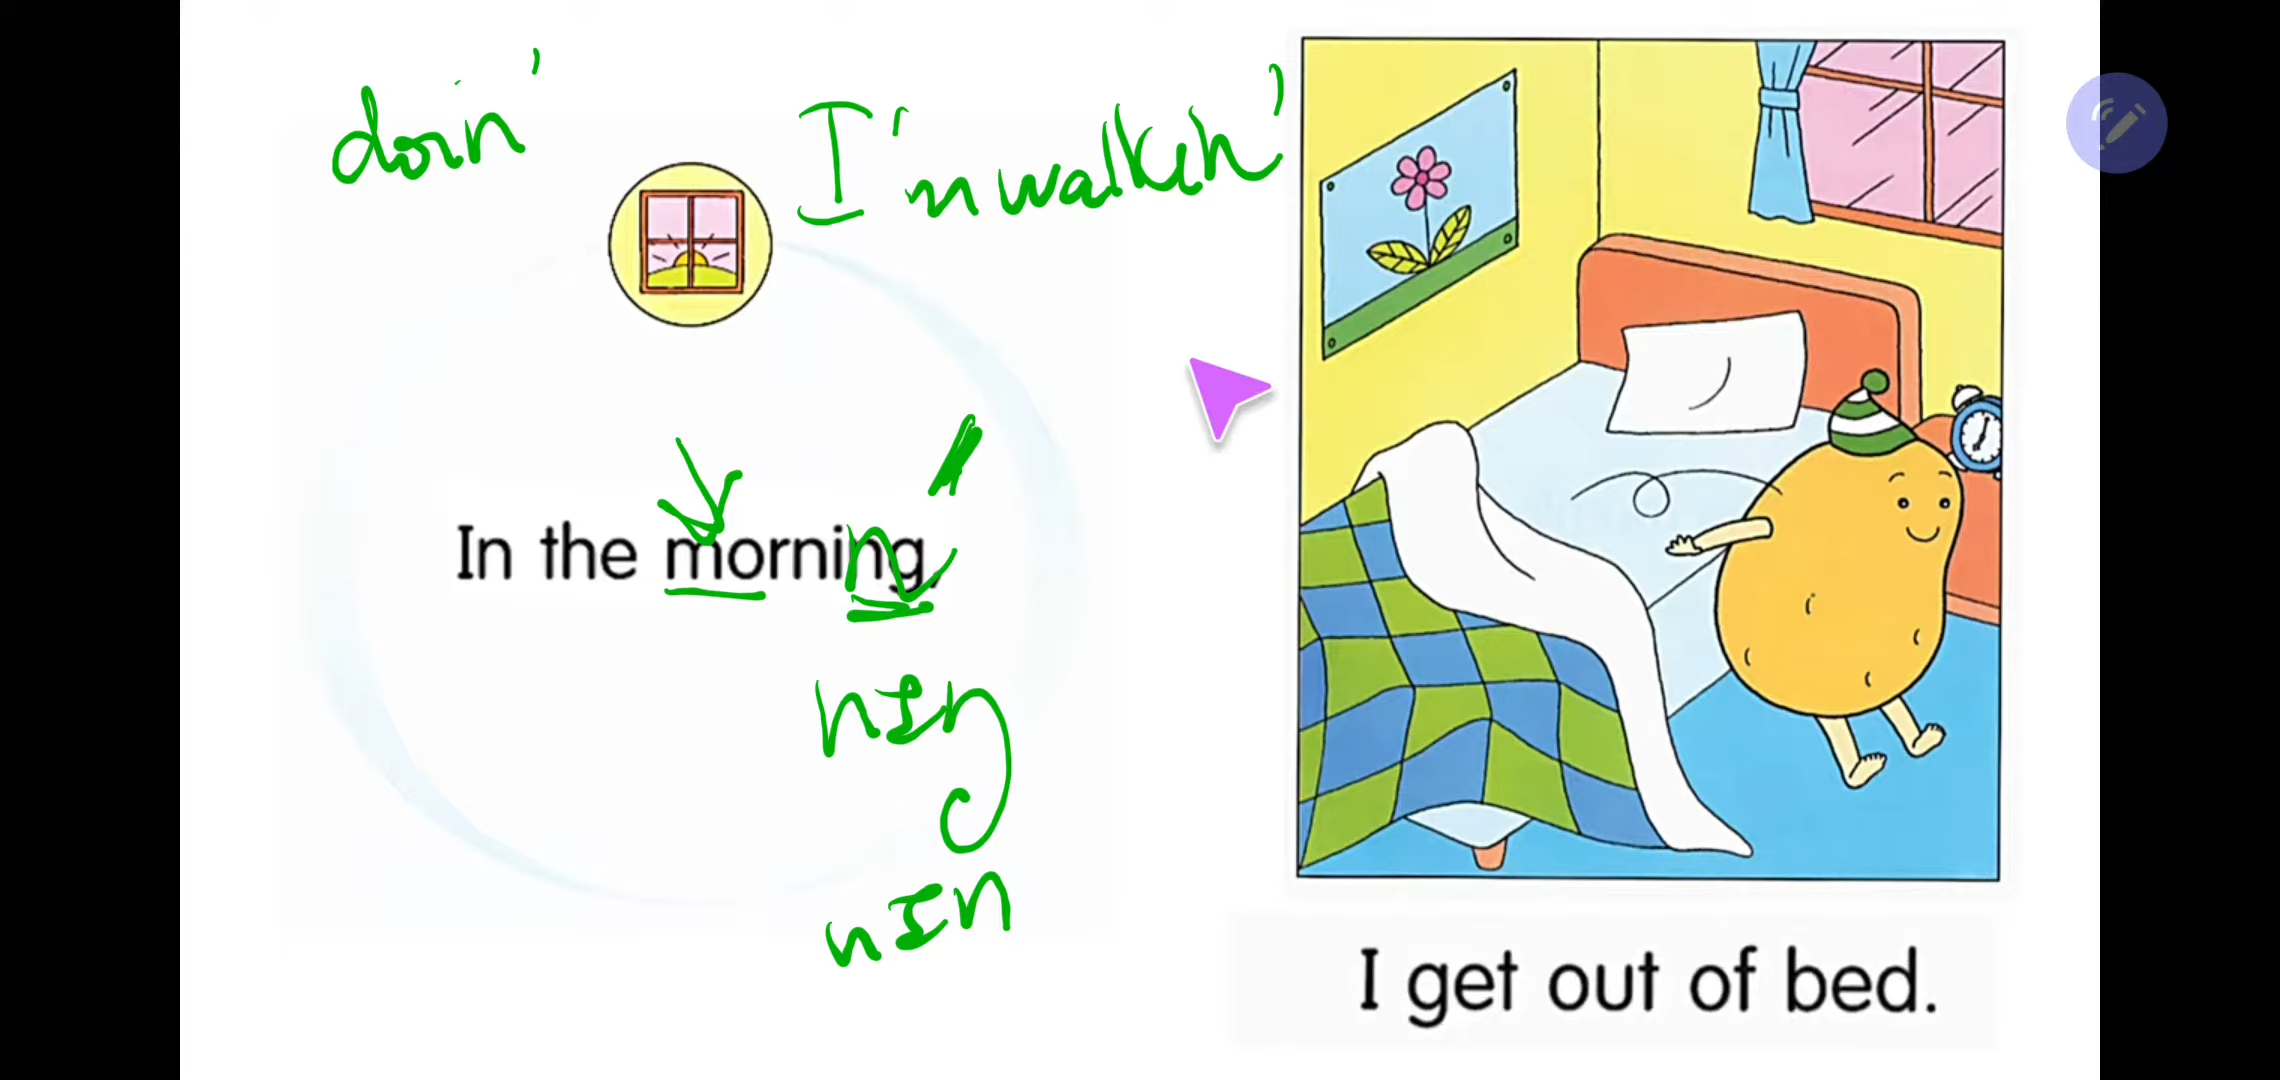 doin'
I'm walkin'
In the morning,
n
nɪŋ
nɪn
I get out of bed.